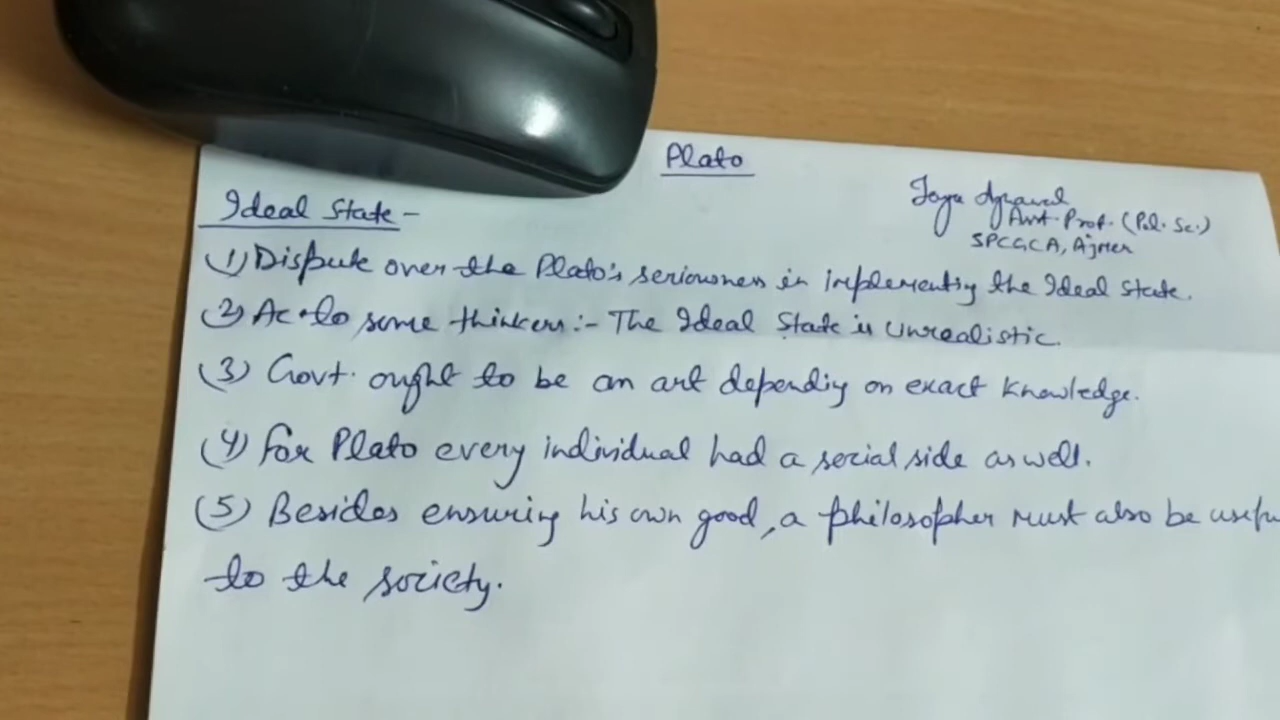 Plato
Jaya Agrawal
Asst. Prof. (Pol. Sc.)
SPCGCA, Ajmer
Ideal State -
(1) Dispute over the Plato's seriousness in implementing the Ideal State.
(2) Ac. to some thinkers :- The Ideal State is Unrealistic.
(3) Govt. ought to be an art depending on exact knowledge.
(4) For Plato every individual had a social side as well.
(5) Besides ensuring his own good, a philosopher must also be usefu
to the society.